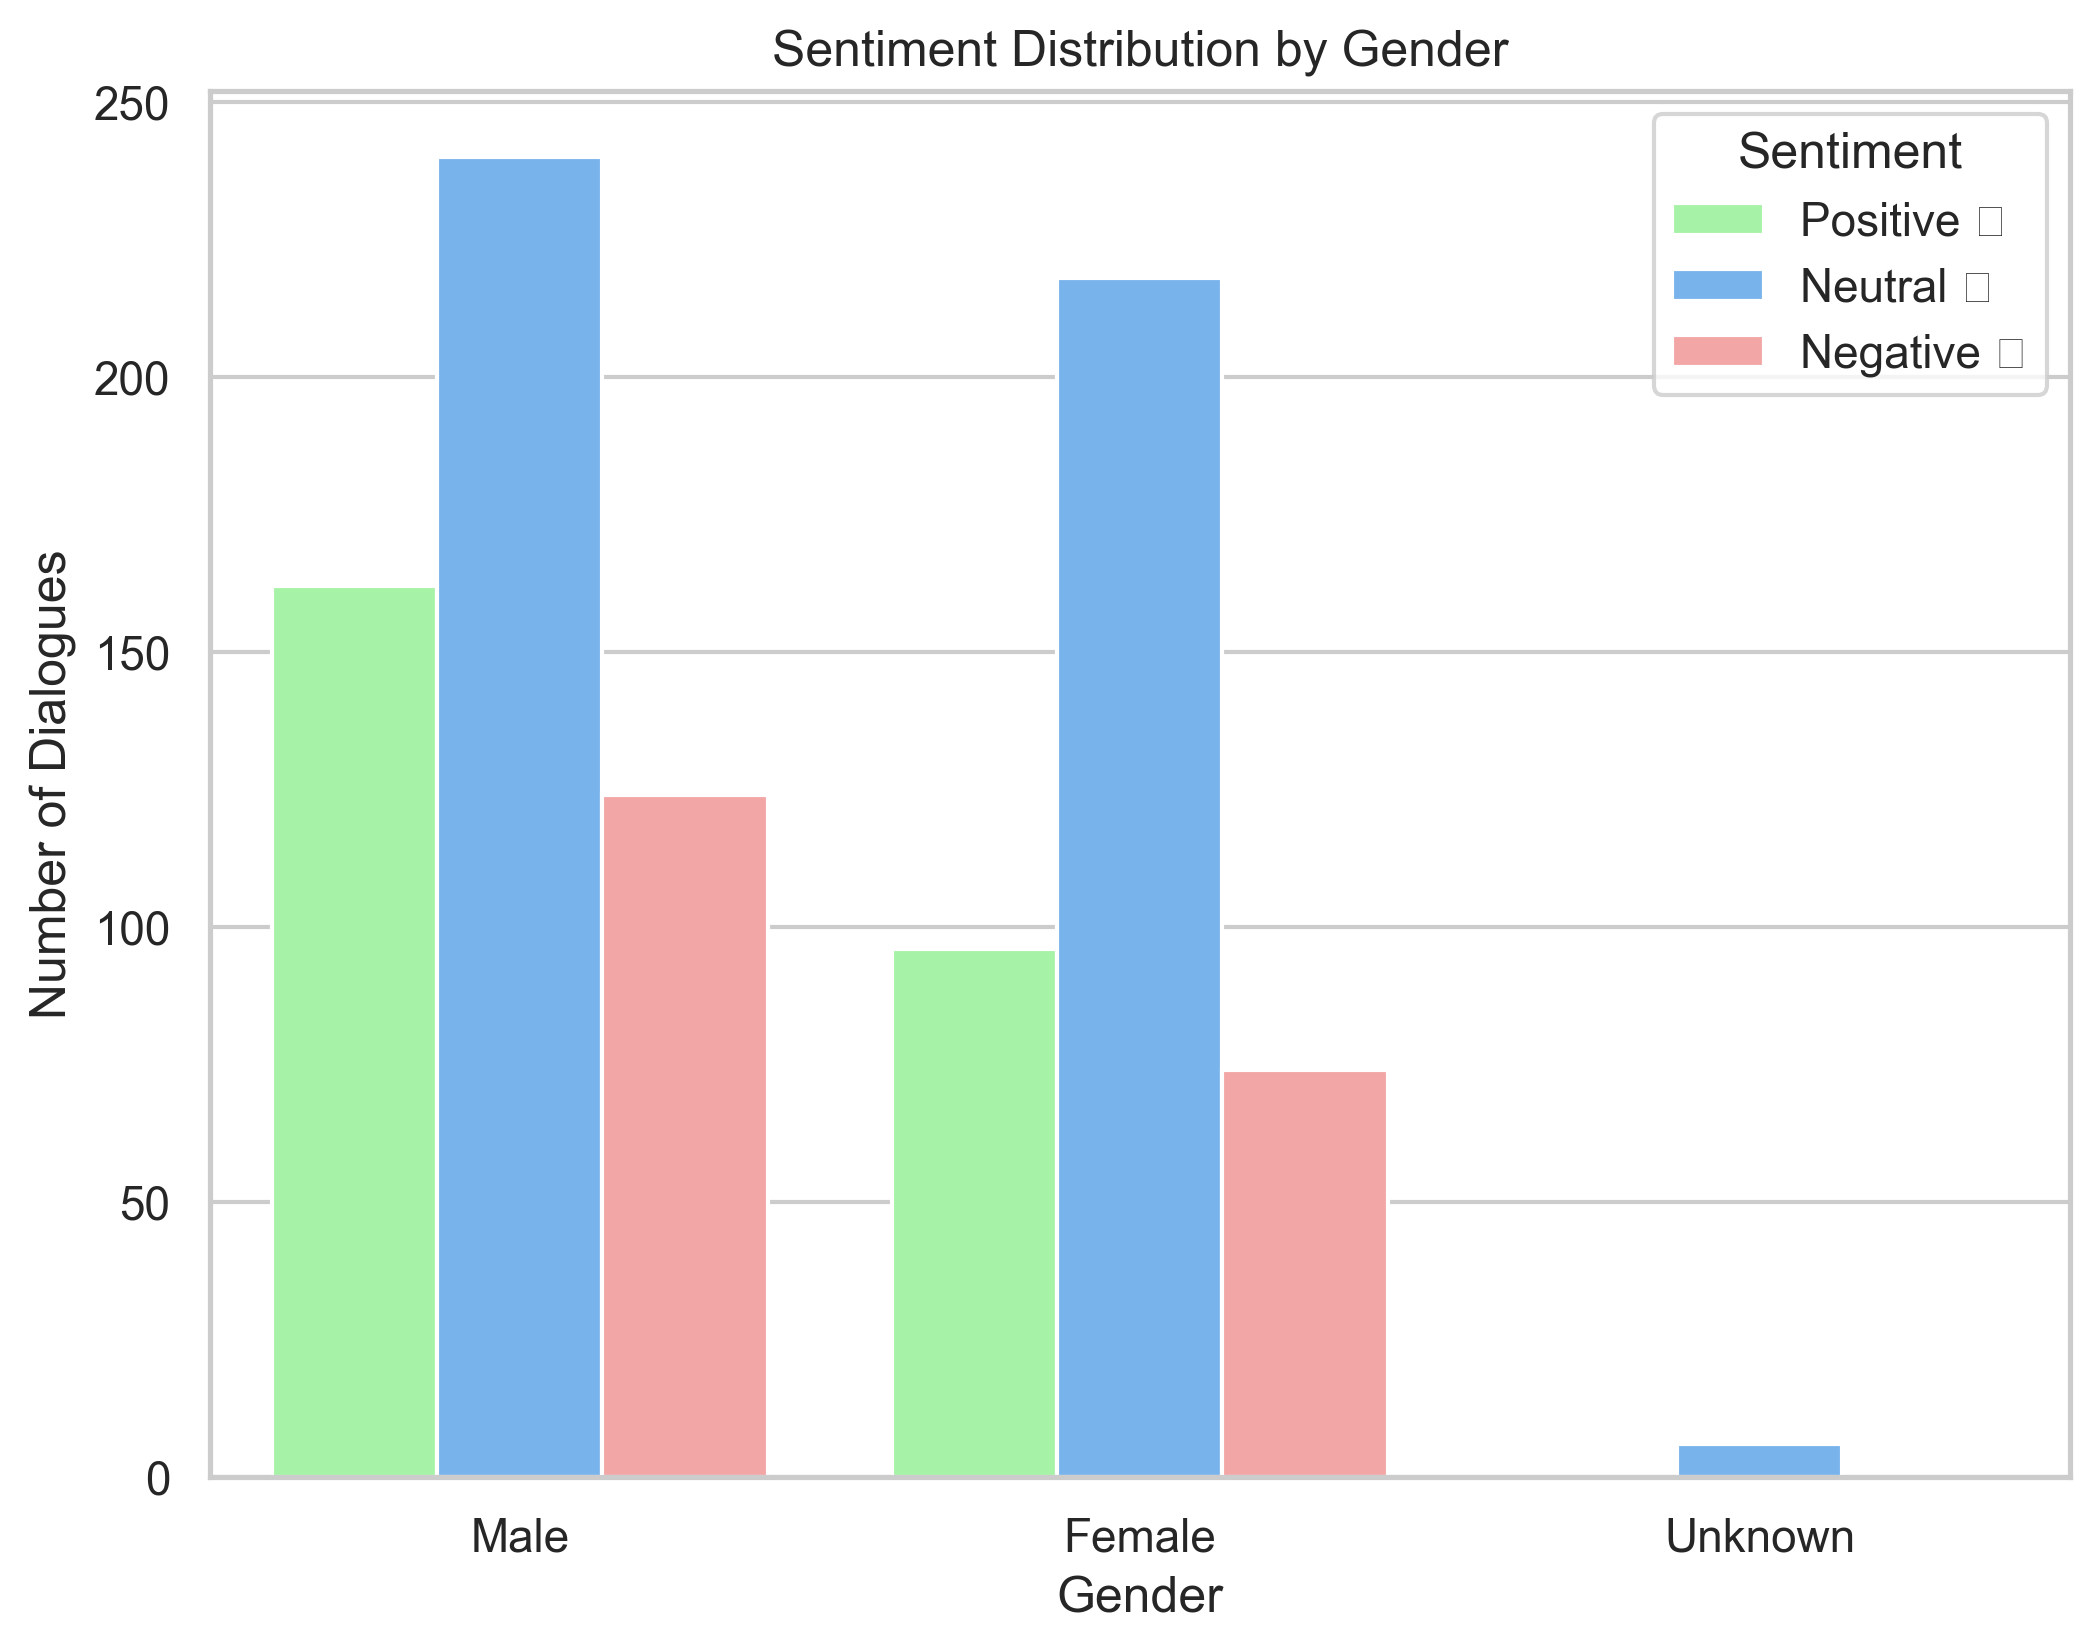 Sentiment Distribution by Gender
250
200
150
100
50
0
Number of Dialogues
Sentiment
Positive □
Neutral □
Negative □
Male
Female
Unknown
Gender